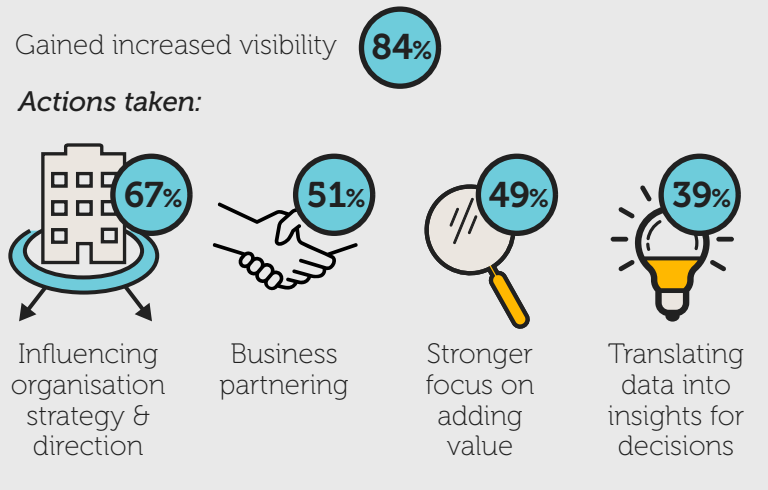 Gained increased visibility 84%
Actions taken:
67%
51%
49%
39%
Influencing
organisation
strategy &
direction
Business
partnering
Stronger
focus on
adding
value
Translating
data into
insights for
decisions